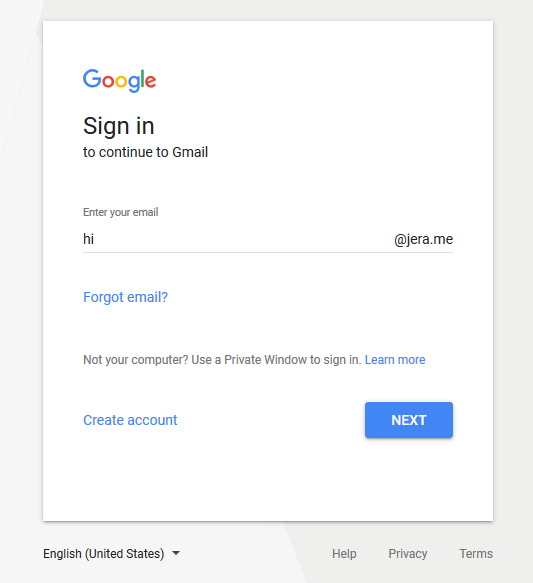 Google
Sign in
to continue to Gmail
Enter your email
hi @jera.me
Forgot email?
Not your computer? Use a Private Window to sign in. Learn more
Create account NEXT
English (United States) Help Privacy Terms